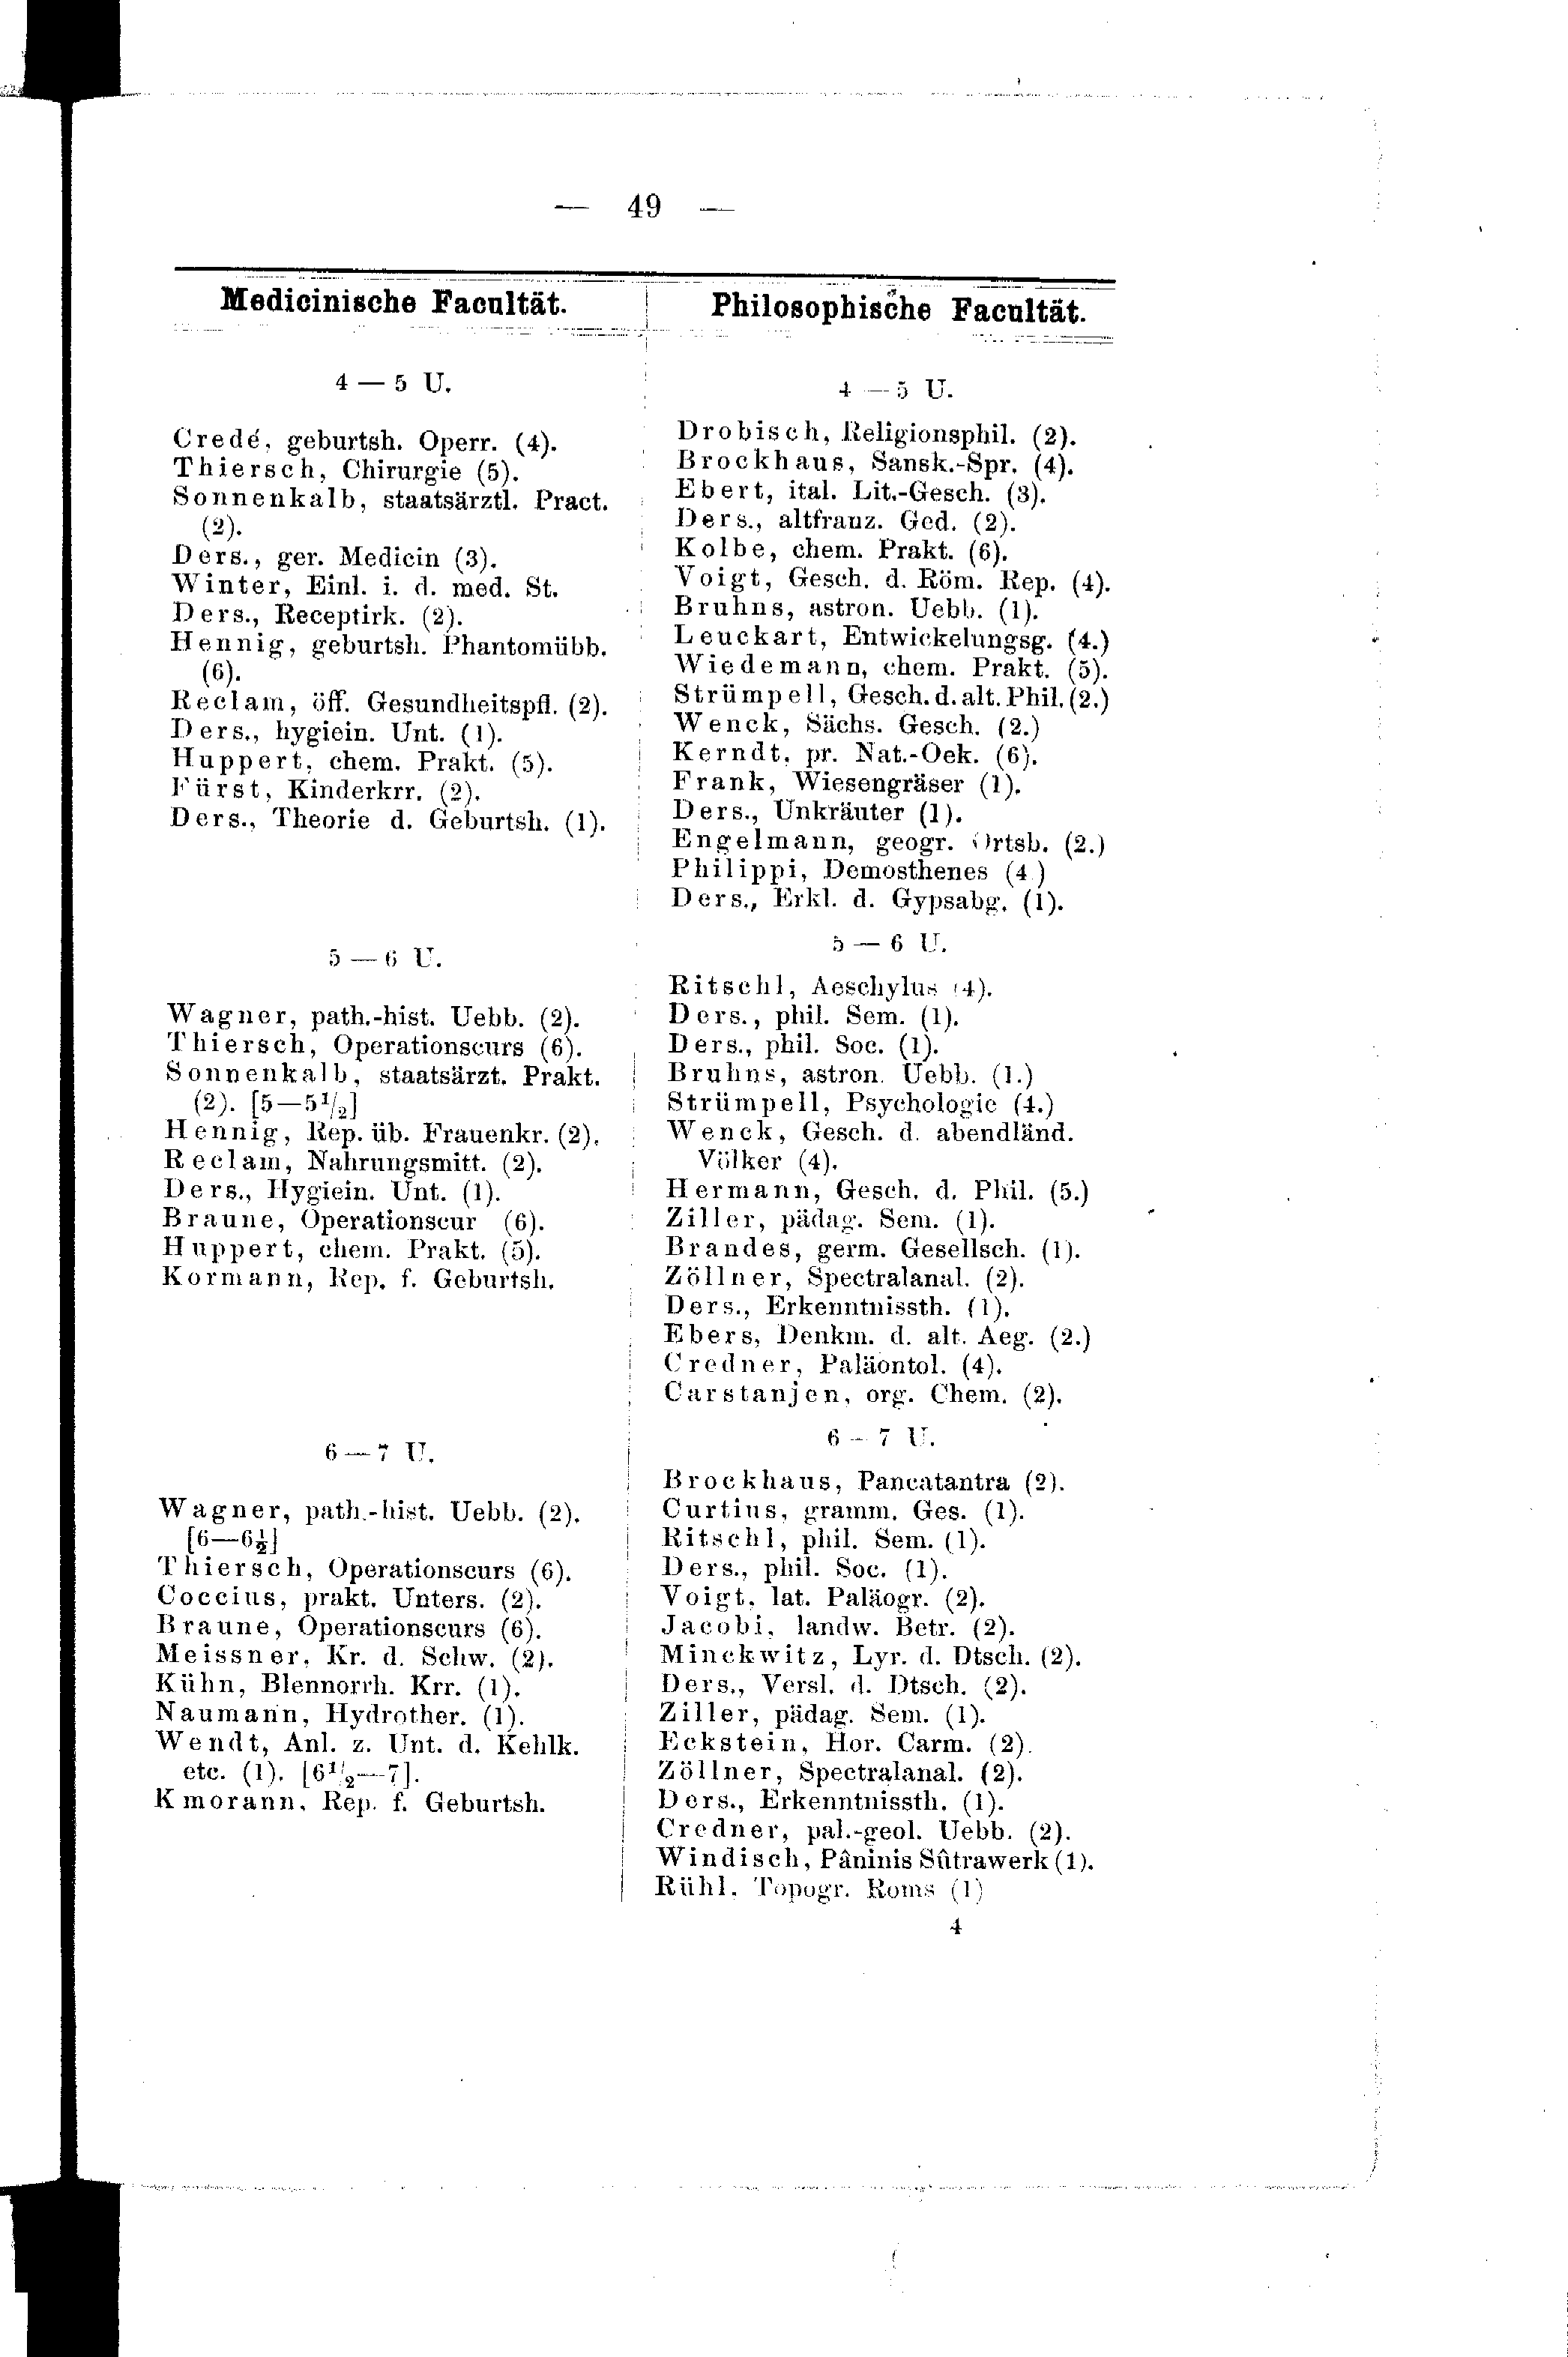 — 49 —
Medicinische Facultät.
4 — 5 U.
Credé, geburtsh. Operr. (4).
Thiersch, Chirurgie (5).
Sonnenkalb, staatsärztl. Pract.
(2).
Ders., ger. Medicin (3).
Winter, Einl. i. d. med. St.
Ders., Receptirk. (2).
Hennig, geburtsh. Phantomübb.
(6).
Reclam, öff. Gesundheitspfl. (2).
Ders., hygiein. Unt. (1).
Huppert, chem. Prakt. (5).
Fürst, Kinderkrr. (2).
Ders., Theorie d. Geburtsh. (1).
5 — 6 U.
Wagner, path.-hist. Uebb. (2).
Thiersch, Operationscurs (6).
Sonnenkalb, staatsärzt. Prakt.
(2). [5—5½]
Hennig, Rep. üb. Frauenkr. (2).
Reclam, Nahrungsmitt. (2).
Ders., Hygiein. Unt. (1).
Braune, Operationscur (6).
Huppert, chem. Prakt. (5).
Kormann, Rep. f. Geburtsh.
6 — 7 U.
Wagner, path.-hist. Uebb. (2).
[6—6½]
Thiersch, Operationscurs (6).
Coccius, prakt. Unters. (2).
Braune, Operationscurs (6).
Meissner, Kr. d. Schw. (2).
Kühn, Blennorrh. Krr. (1).
Naumann, Hydrother. (1).
Wendt, Anl. z. Unt. d. Kehlk.
etc. (1). [6½—7].
Kmorann, Rep. f. Geburtsh.
Philosophische Facultät.
4 — 5 U.
Drobisch, Religionsphil. (2).
Brockhaus, Sansk.-Spr. (4).
Ebert, ital. Lit.-Gesch. (3).
Ders., altfranz. Ged. (2).
Kolbe, chem. Prakt. (6).
Voigt, Gesch. d. Röm. Rep. (4).
Bruhns, astron. Uebb. (1).
Leuckart, Entwickelungsg. (4.)
Wiedemann, chem. Prakt. (5).
Strümpell, Gesch. d. alt. Phil. (2.)
Wenck, Sächs. Gesch. (2.)
Kerndt, pr. Nat.-Oek. (6).
Frank, Wiesengräser (1).
Ders., Unkräuter (1).
Engelmann, geogr. Ortsb. (2.)
Philippi, Demosthenes (4.)
Ders., Erkl. d. Gypsabg. (1).
5 — 6 U.
Ritschl, Aeschylus (4).
Ders., phil. Sem. (1).
Ders., phil. Soc. (1).
Bruhns, astron. Uebb. (1.)
Strümpell, Psychologie (4.)
Wenck, Gesch. d. abendländ.
Völker (4).
Hermann, Gesch. d. Phil. (5.)
Ziller, pädag. Sem. (1).
Brandes, germ. Gesellsch. (1).
Zöllner, Spectralanal. (2).
Ders., Erkenntnissth. (1).
Ebers, Denkm. d. alt. Aeg. (2.)
Credner, Paläontol. (4).
Carstanjen, org. Chem. (2).
6 — 7 U.
Brockhaus, Pancatantra (2).
Curtius, gramm. Ges. (1).
Ritschl, phil. Sem. (1).
Ders., phil. Soc. (1).
Voigt, lat. Paläogr. (2).
Jacobi, landw. Betr. (2).
Minckwitz, Lyr. d. Dtsch. (2).
Ders., Versl. d. Dtsch. (2).
Ziller, pädag. Sem. (1).
Eckstein, Hor. Carm. (2).
Zöllner, Spectralanal. (2).
Ders., Erkenntnissth. (1).
Credner, pal.-geol. Uebb. (2).
Windisch, Pâninis Sûtrawerk (1).
Rühl, Topogr. Roms (1)
4